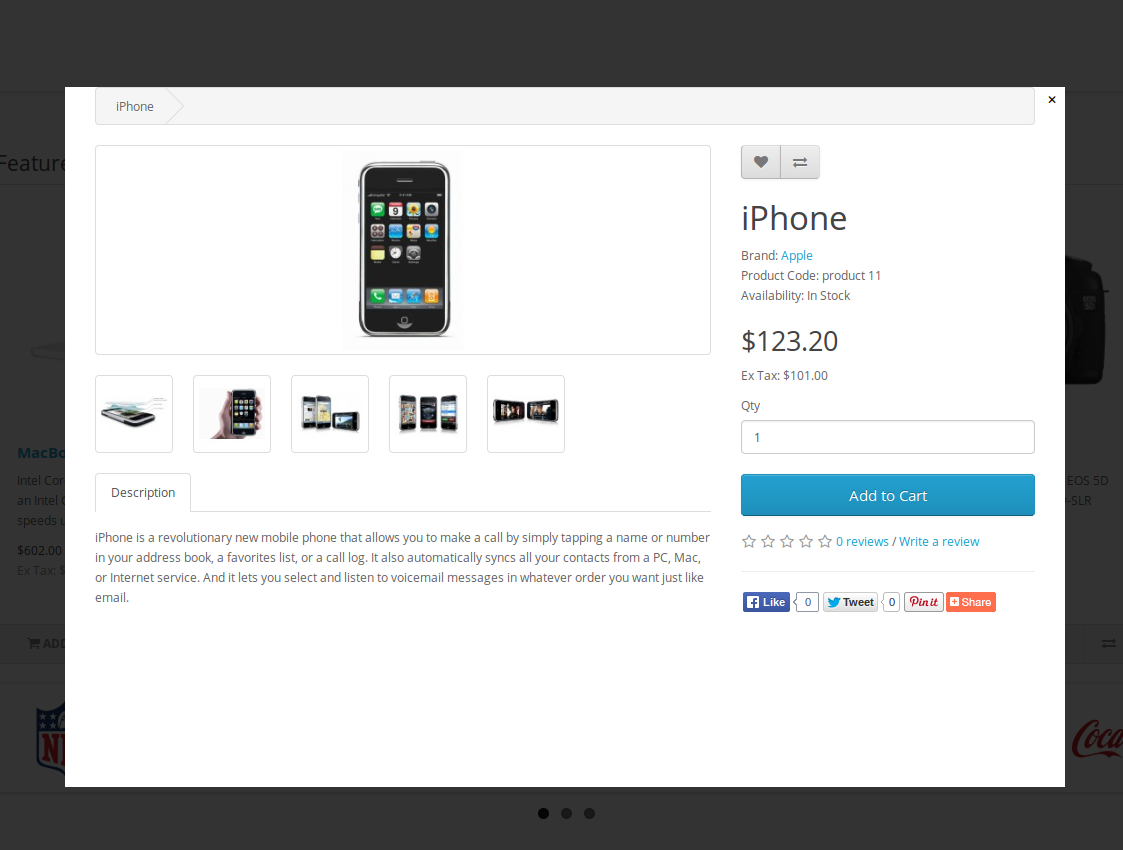 iPhone
×
Feature
iPhone
Brand: Apple
Product Code: product 11
Availability: In Stock
$123.20
Ex Tax: $101.00
Qty
1
Add to Cart
0 reviews / Write a review
Like 0 Tweet 0 Pin it Share
Description
iPhone is a revolutionary new mobile phone that allows you to make a call by simply tapping a name or number
in your address book, a favorites list, or a call log. It also automatically syncs all your contacts from a PC, Mac,
or Internet service. And it lets you select and listen to voicemail messages in whatever order you want just like
email.
MacBo
Intel Cor
an Intel C
speeds u
$602.00
Ex Tax: $
ADD
EOS 5D
-SLR
5D
9
NF
Coca